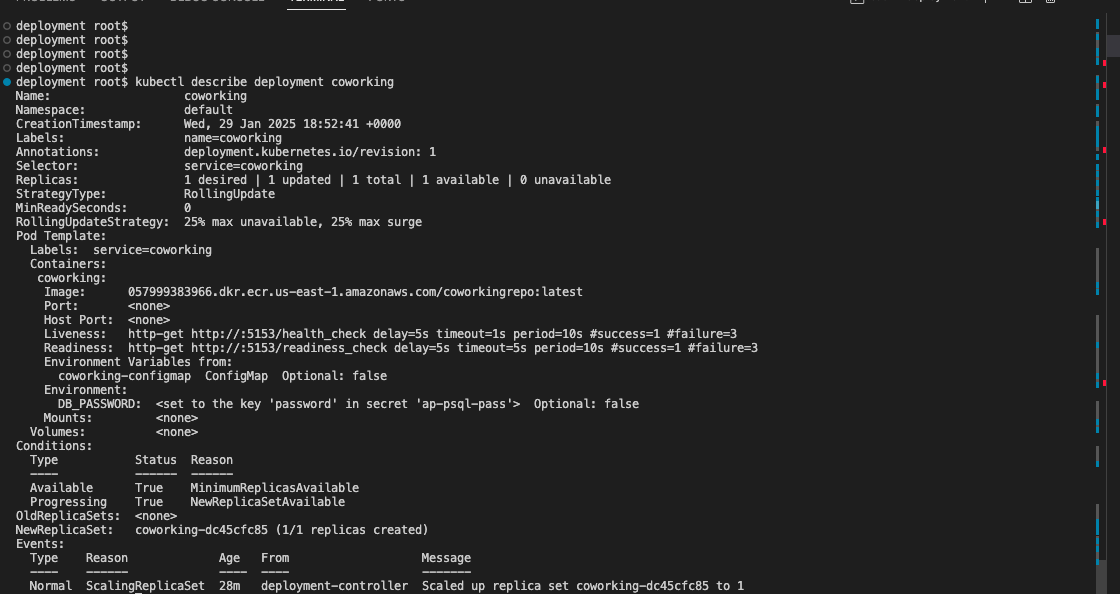 TERMINAL
deployment root$
deployment root$
deployment root$
deployment root$
deployment root$ kubectl describe deployment coworking
Name:                   coworking
Namespace:              default
CreationTimestamp:      Wed, 29 Jan 2025 18:52:41 +0000
Labels:                 name=coworking
Annotations:            deployment.kubernetes.io/revision: 1
Selector:               service=coworking
Replicas:               1 desired | 1 updated | 1 total | 1 available | 0 unavailable
StrategyType:           RollingUpdate
MinReadySeconds:        0
RollingUpdateStrategy:  25% max unavailable, 25% max surge
Pod Template:
  Labels:  service=coworking
  Containers:
   coworking:
    Image:      057999383966.dkr.ecr.us-east-1.amazonaws.com/coworkingrepo:latest
    Port:       <none>
    Host Port:  <none>
    Liveness:   http-get http://:5153/health_check delay=5s timeout=1s period=10s #success=1 #failure=3
    Readiness:  http-get http://:5153/readiness_check delay=5s timeout=5s period=10s #success=1 #failure=3
    Environment Variables from:
      coworking-configmap  ConfigMap  Optional: false
    Environment:
      DB_PASSWORD:  <set to the key 'password' in secret 'ap-psql-pass'>  Optional: false
    Mounts:         <none>
  Volumes:          <none>
Conditions:
  Type           Status  Reason
  ----           ------  ------
  Available      True    MinimumReplicasAvailable
  Progressing    True    NewReplicaSetAvailable
OldReplicaSets:  <none>
NewReplicaSet:   coworking-dc45cfc85 (1/1 replicas created)
Events:
  Type    Reason             Age   From                   Message
  ----    ------             ----  ----                   -------
  Normal  ScalingReplicaSet  28m   deployment-controller  Scaled up replica set coworking-dc45cfc85 to 1